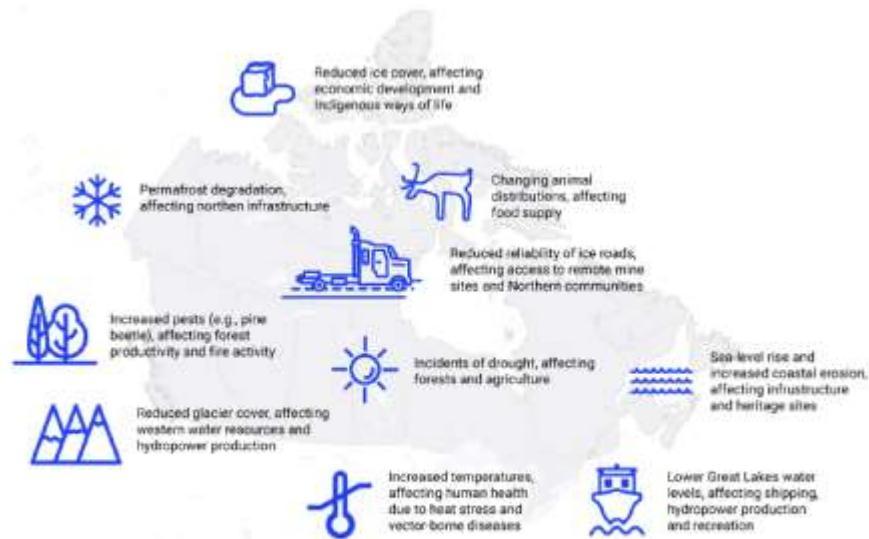 Reduced ice cover, affecting
economic development and
Indigenous ways of life
Permafrost degradation,
affecting northen infrastructure
Changing animal
distributions, affecting
food supply
Reduced reliability of ice roads,
affecting access to remote mine
sites and Northern communities
Increased pests (e.g., pine
beetle), affecting forest
productivity and fire activity
Incidents of drought, affecting
forests and agriculture
Sea-level rise and
increased coastal erosion,
affecting infrastructure
and heritage sites
Reduced glacier cover, affecting
western water resources and
hydropower production
Increased temperatures,
affecting human health
due to heat stress and
vector-borne diseases
Lower Great Lakes water
levels, affecting shipping,
hydropower production
and recreation